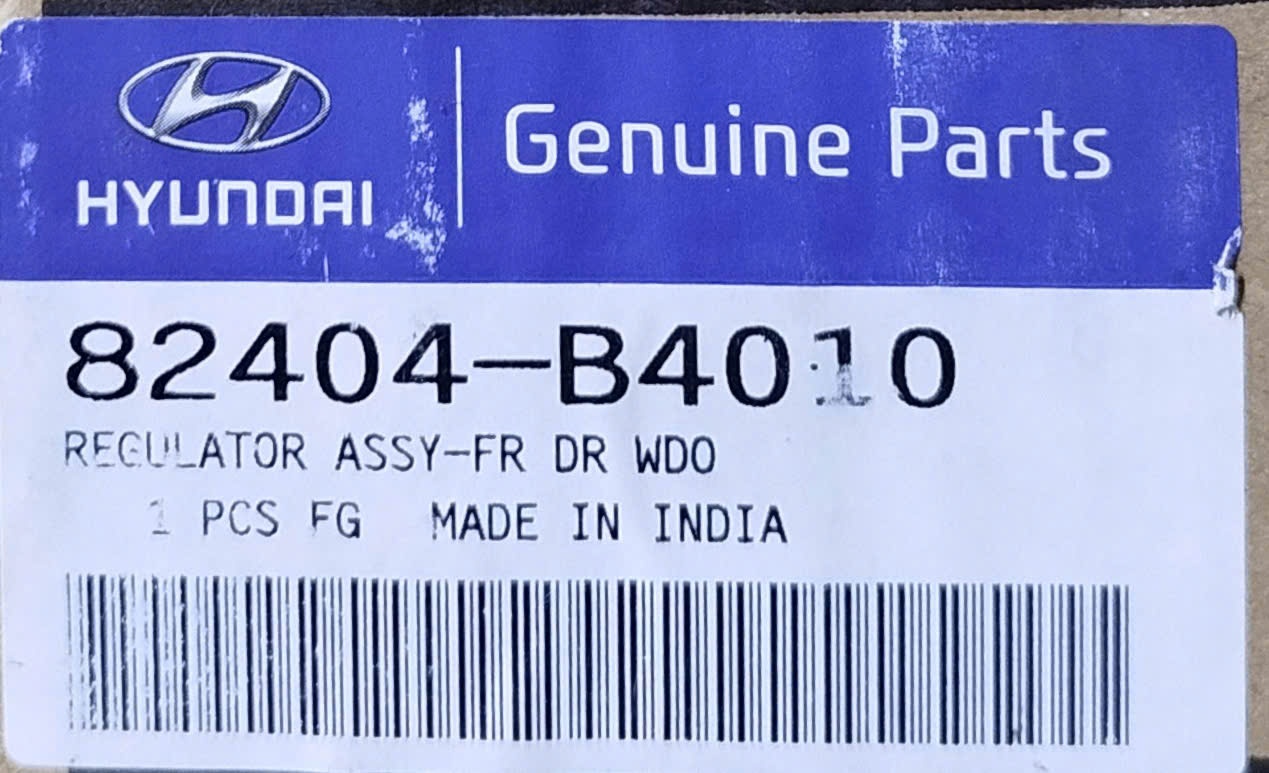 HYUNDAI
Genuine Parts
82404-B4010
REGULATOR ASSY-FR DR WDO
1 PCS FG MADE IN INDIA